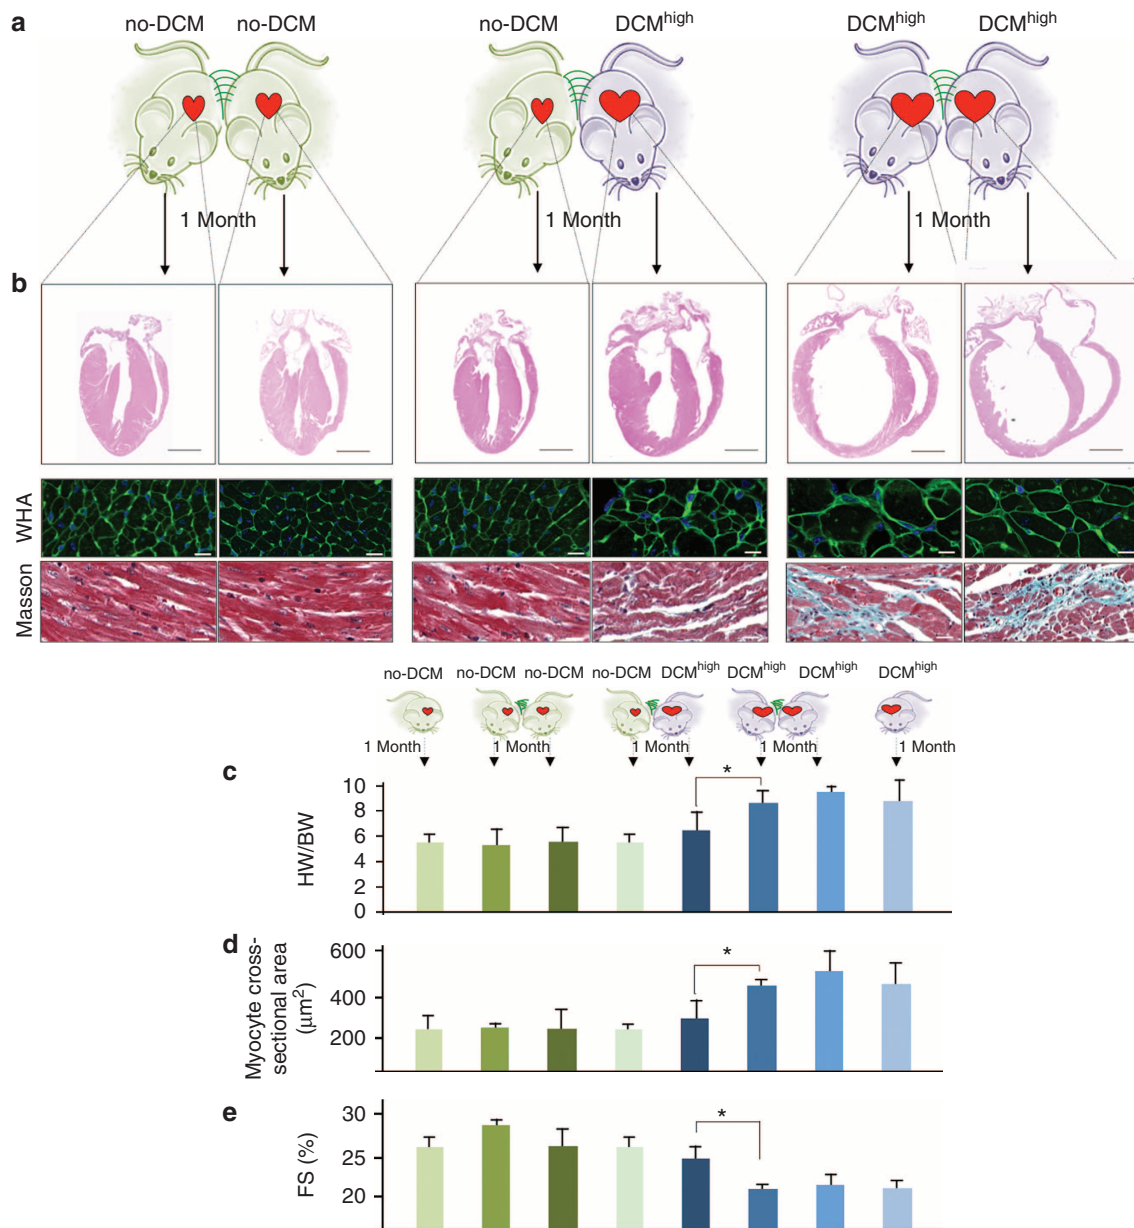 a
no-DCM no-DCM no-DCM DCMhigh DCMhigh DCMhigh
1 Month 1 Month 1 Month
b
WHA
Masson
no-DCM no-DCM no-DCM no-DCM DCMhigh DCMhigh DCMhigh DCMhigh
1 Month 1 Month 1 Month 1 Month 1 Month
c
HW/BW
10
8
6
4
2
0
*
d
Myocyte cross-
sectional area
(μm2)
600
400
200
*
e
FS (%)
30
25
20
*